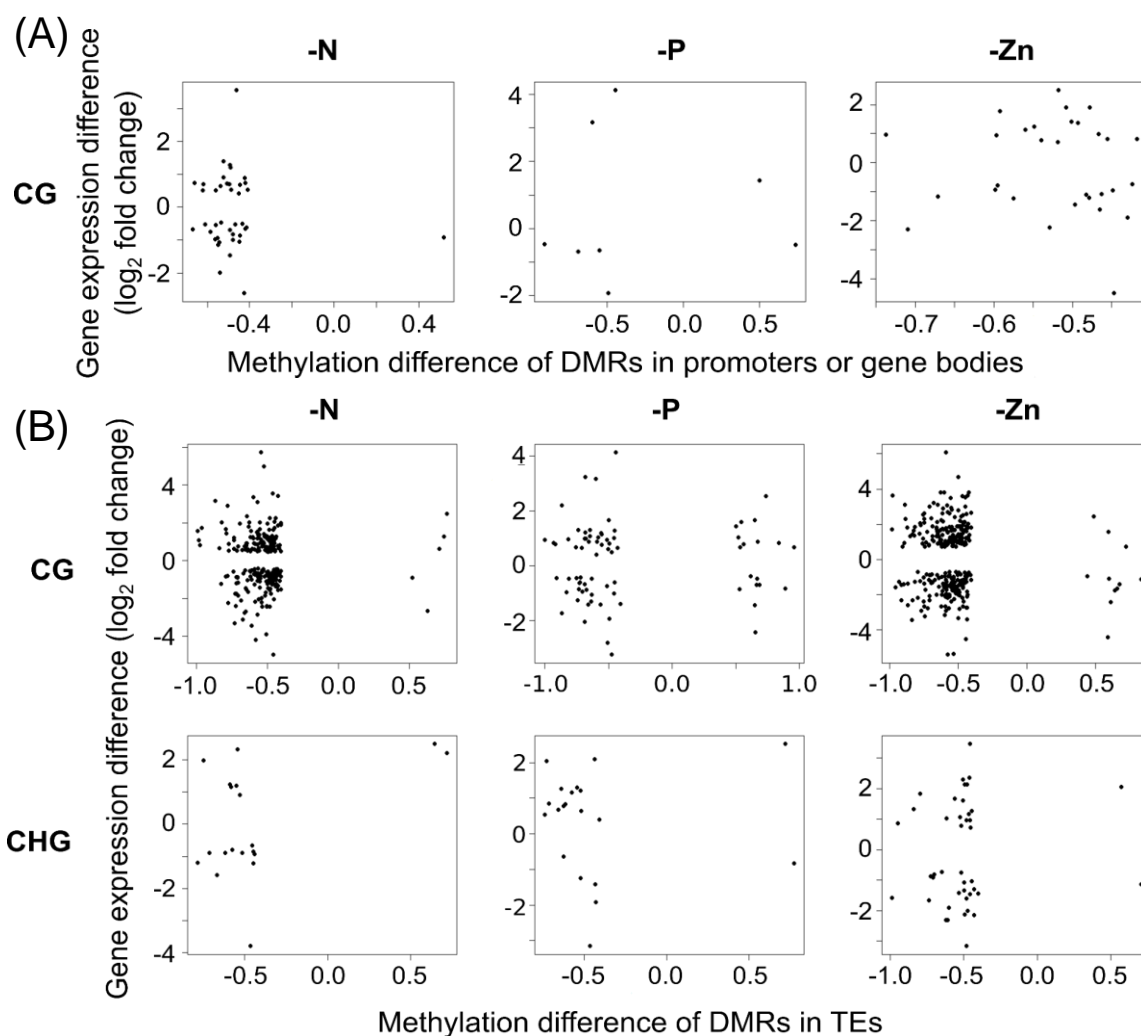 (A)
-N -P -Zn
Gene expression difference
(log2 fold change)
CG
2
0
-2
-0.4 0.0 0.4
4
2
0
-2
-0.5 0.0 0.5
2
0
-2
-4
-0.7 -0.6 -0.5
Methylation difference of DMRs in promoters or gene bodies
(B)
-N -P -Zn
Gene expression difference (log2 fold change)
CG
4
2
0
-4
-1.0 -0.5 0.0 0.5
4
2
0
-2
-1.0 -0.5 0.0 0.5 1.0
4
2
0
-4
-1.0 -0.5 0.0 0.5
CHG
2
0
-2
-4
-0.5 0.0 0.5
2
0
-2
-0.5 0.0 0.5
2
0
-2
-1.0 -0.5 0.0 0.5
Methylation difference of DMRs in TEs